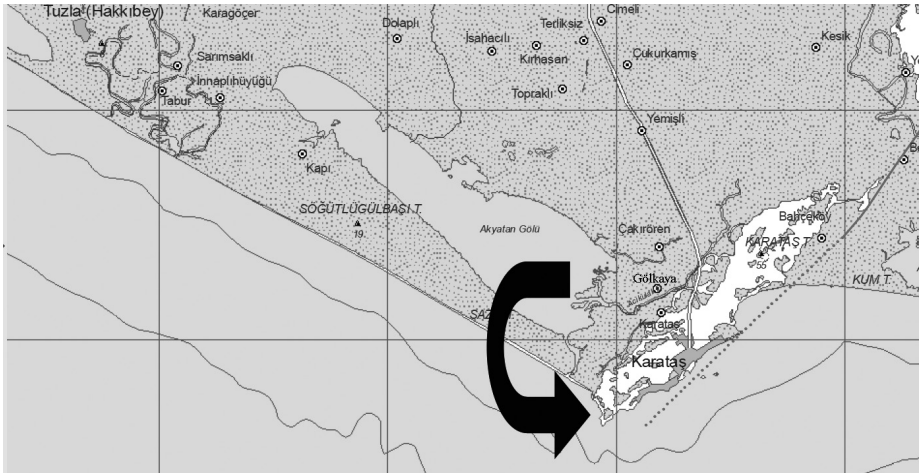 Tuzla (Hakkıbey)
Karagöçer
Dolaplı
Terliksiz
Cimeli
İsahacılı
Kırhasan
Kesik
Sarımsaklı
Çukurkamış
İnnaplıhüyüğü
Tabur
Topraklı
Yemişli
Kapı
SÖĞÜTLÜGÜLBAŞI T.
19
Akyatan Gölü
Çakırören
Bahçeköy
KARATAŞ T.
55
Gölkaya
KUM T.
Karataş
Karataş